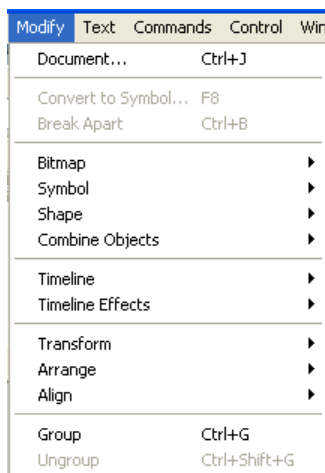 Modify Text Commands Control Win
Document... Ctrl+J
Convert to Symbol... F8
Break Apart Ctrl+B
Bitmap
Symbol
Shape
Combine Objects
Timeline
Timeline Effects
Transform
Arrange
Align
Group Ctrl+G
Ungroup Ctrl+Shift+G